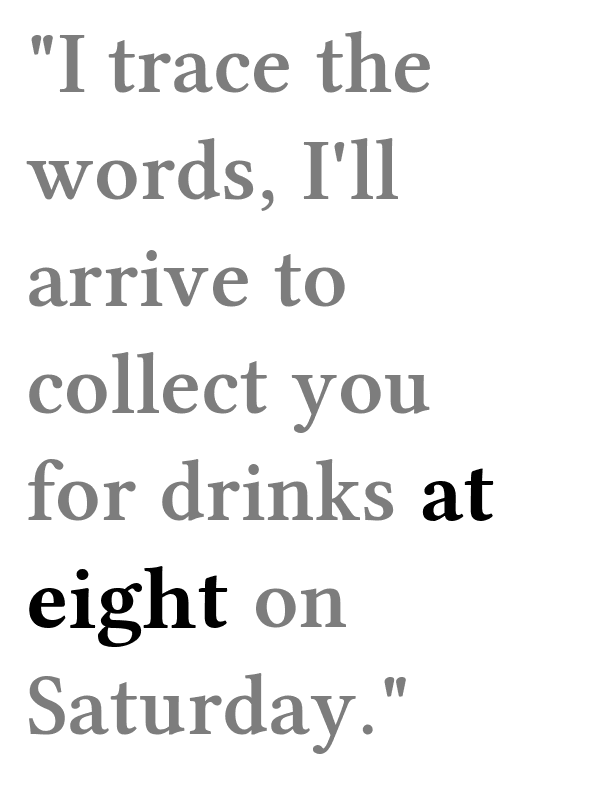 "I trace the
words, I'll
arrive to
collect you
for drinks at
eight on
Saturday."